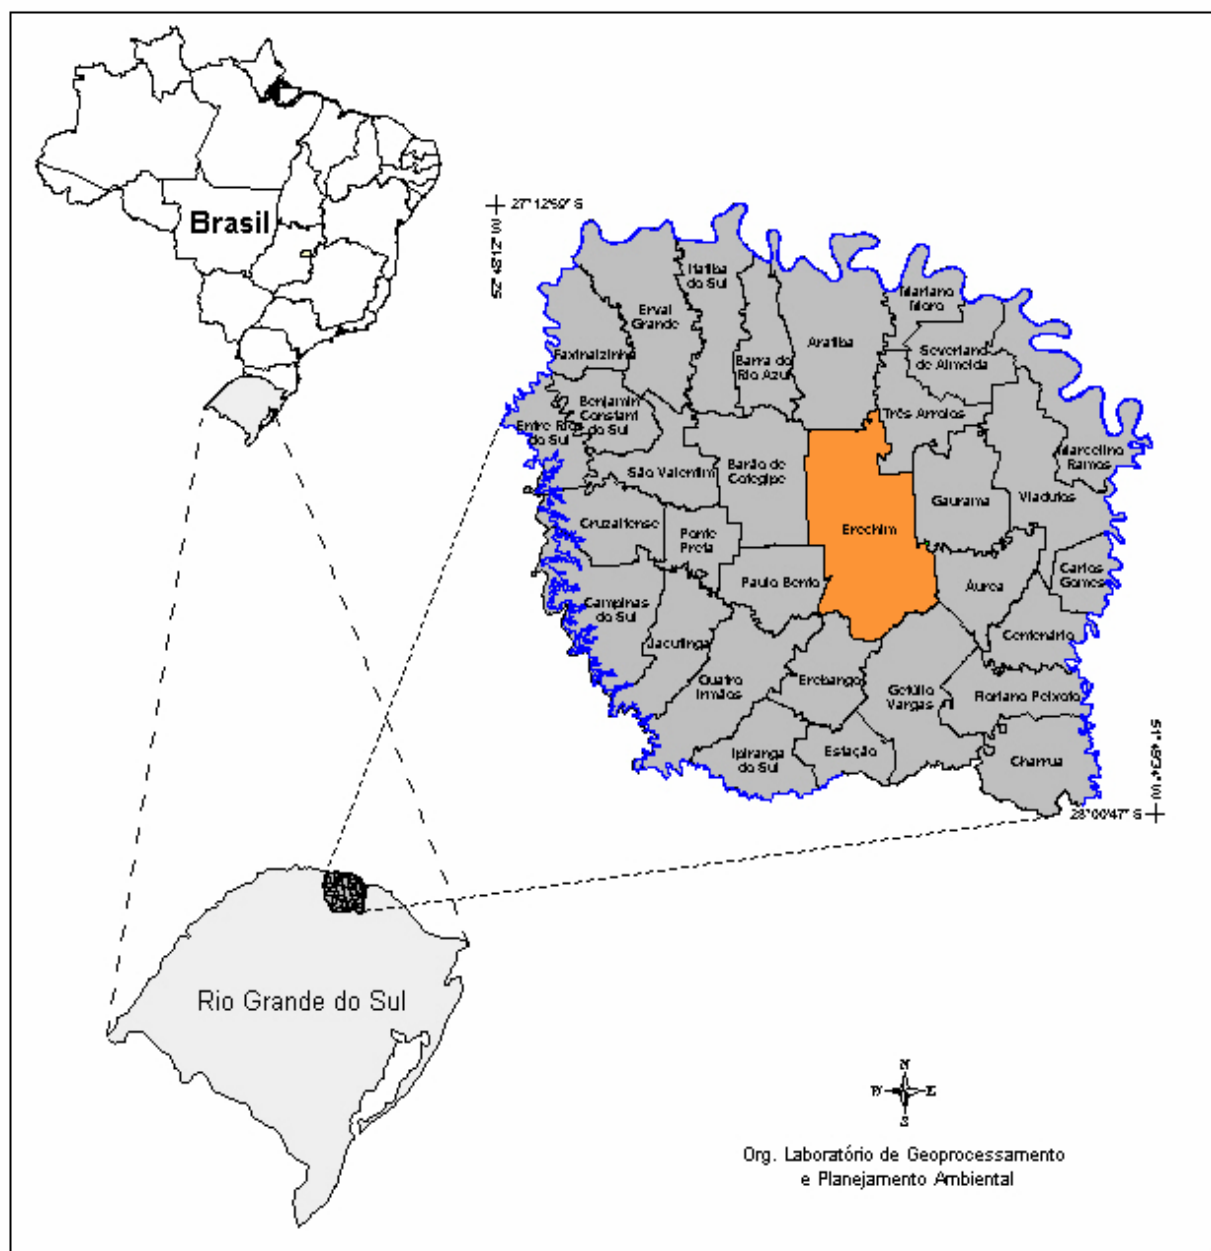 Brasil
27° 12'59" S
52° 48'12" W
Itatiba
do Sul
Mariano
Moro
Erval
Grande
Aratiba
Severiano
de Almeida
Faxinalzinho
Barra do
Rio Azul
Benjamin
Constant
do Sul
Três Arroios
Entre Rios
do Sul
Marcelino
Ramos
São Valentim
Barão de
Cotegipe
Gaurama
Viadutos
Cruzaltense
Ponte
Preta
Erechim
Paulo Bento
Aurea
Carlos
Gomes
Campinas
do Sul
Centenário
Jacutinga
Quatro
Irmãos
Erebango
Getúlio
Vargas
Floriano Peixoto
Ipiranga
do Sul
Estação
Charrua
51° 49'34" W
28° 00'47" S
Rio Grande do Sul
N
W
E
S
Org. Laboratório de Geoprocessamento
e Planejamento Ambiental